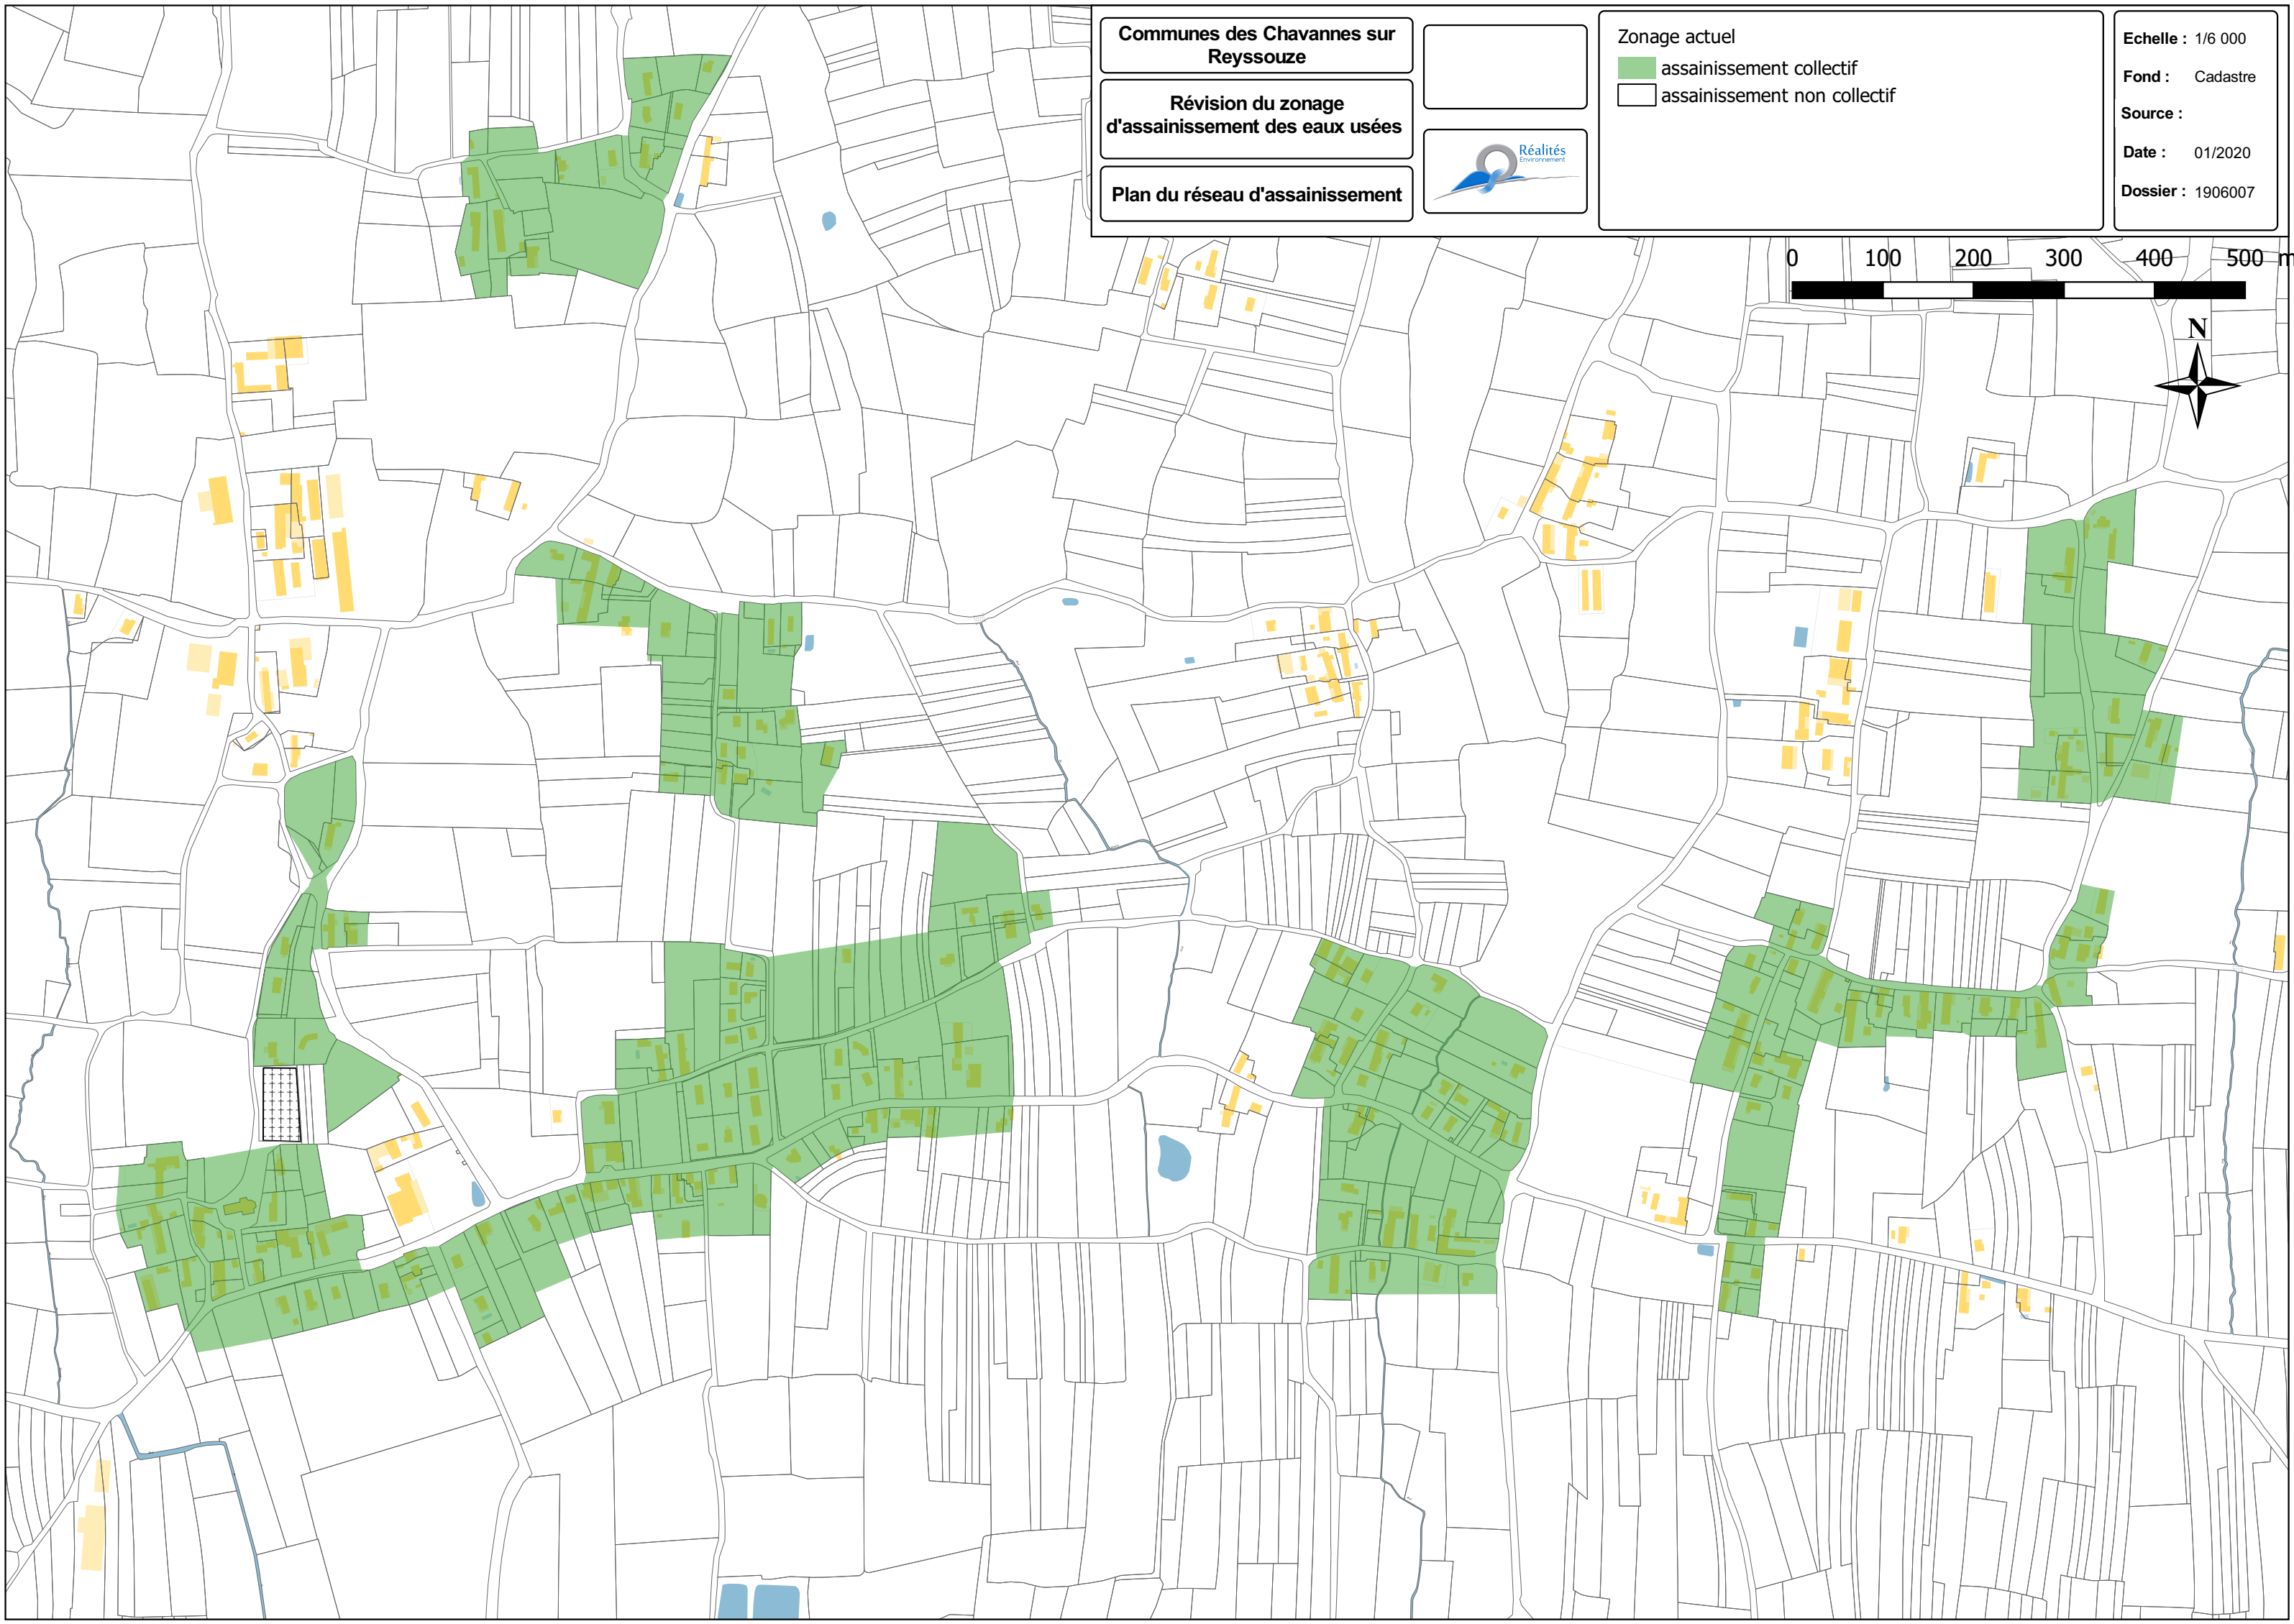 Communes des Chavannes sur
Reyssouze
Révision du zonage
d'assainissement des eaux usées
Plan du réseau d'assainissement
Réalités
Environnement
Zonage actuel
assainissement collectif
assainissement non collectif
Echelle : 1/6 000
Fond : Cadastre
Source :
Date : 01/2020
Dossier : 1906007
0 100 200 300 400 500 m
N